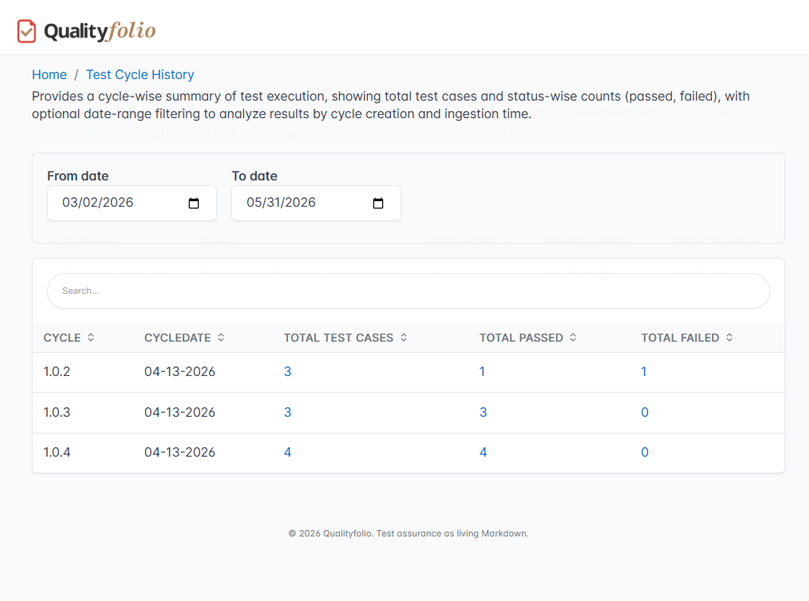 Qualityfolio
Home / Test Cycle History
Provides a cycle-wise summary of test execution, showing total test cases and status-wise counts (passed, failed), with
optional date-range filtering to analyze results by cycle creation and ingestion time.
From date To date
03/02/2026 05/31/2026
Search...
CYCLE CYCLEDATE TOTAL TEST CASES TOTAL PASSED TOTAL FAILED
1.0.2 04-13-2026 3 1 1
1.0.3 04-13-2026 3 3 0
1.0.4 04-13-2026 4 4 0
© 2026 Qualityfolio. Test assurance as living Markdown.